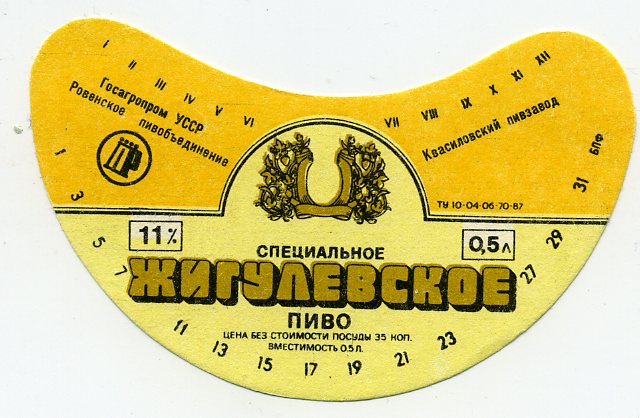 I II III IV V VI VII VIII IX X XI XII
Госагропром УССР
Ровенское пивобъединение
Квасиловский пивзавод
БПФ
ТУ 10-04-06-70-87
11%
0,5л
СПЕЦИАЛЬНОЕ
ЖИГУЛЕВСКОЕ
ПИВО
ЦЕНА БЕЗ СТОИМОСТИ ПОСУДЫ 35 КОП.
ВМЕСТИМОСТЬ 0.5 Л.
1 3 5 7 11 13 15 17 19 21 23 27 29 31